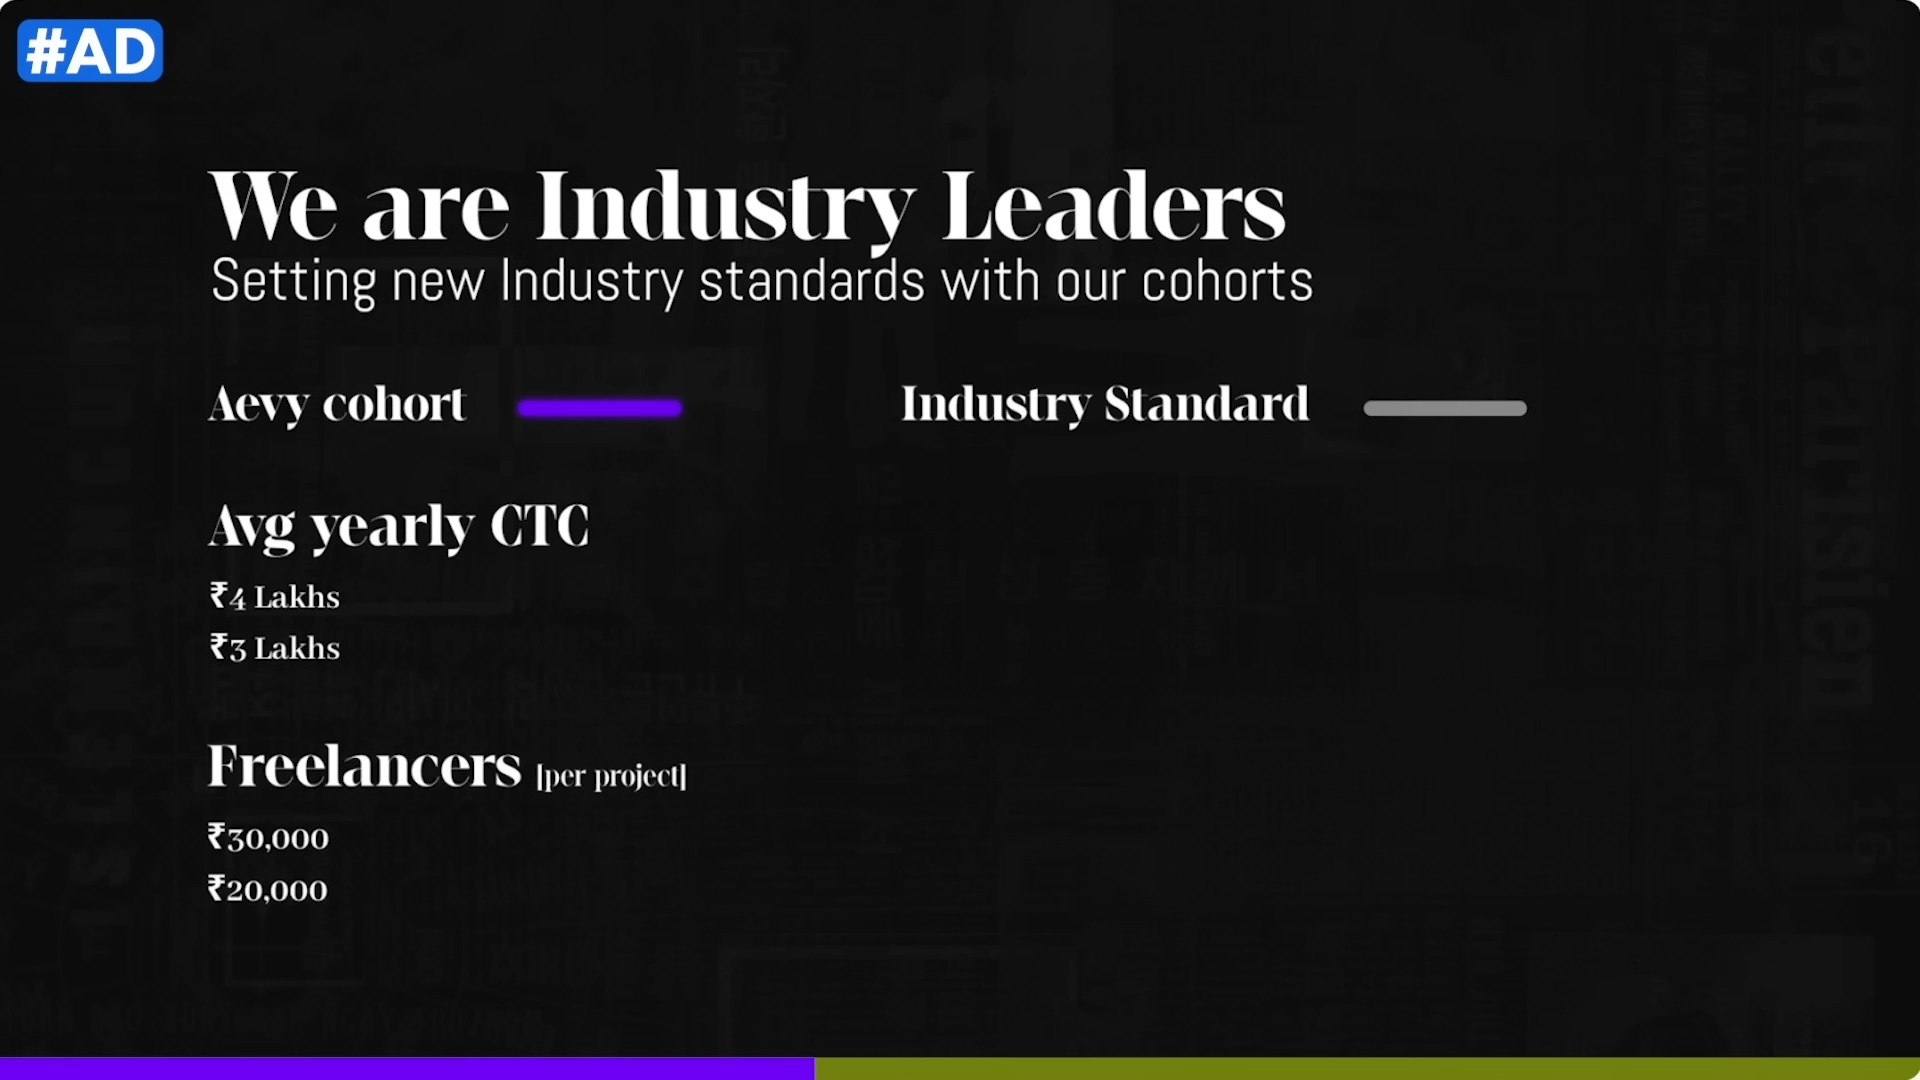 #AD
We are Industry Leaders
Setting new Industry standards with our cohorts
Aevy cohort
Industry Standard
Avg yearly CTC
₹4 Lakhs
₹3 Lakhs
Freelancers [per project]
₹30,000
₹20,000